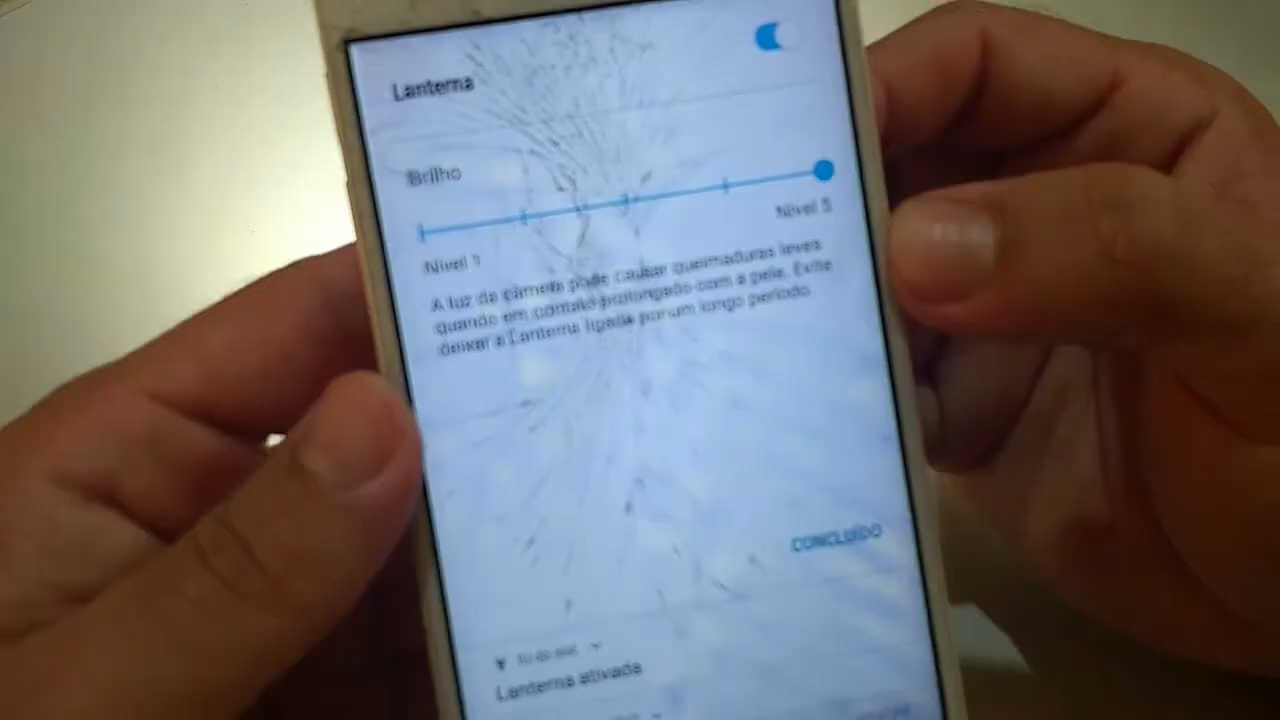 Lanterna
Brilho
Nível 5
Nível 1
A luz da câmera pode causar queimaduras leves
quando em contato prolongado com a pele. Evite
deixar a Lanterna ligada por um longo período.
CONCLUÍDO
Lanterna ativada